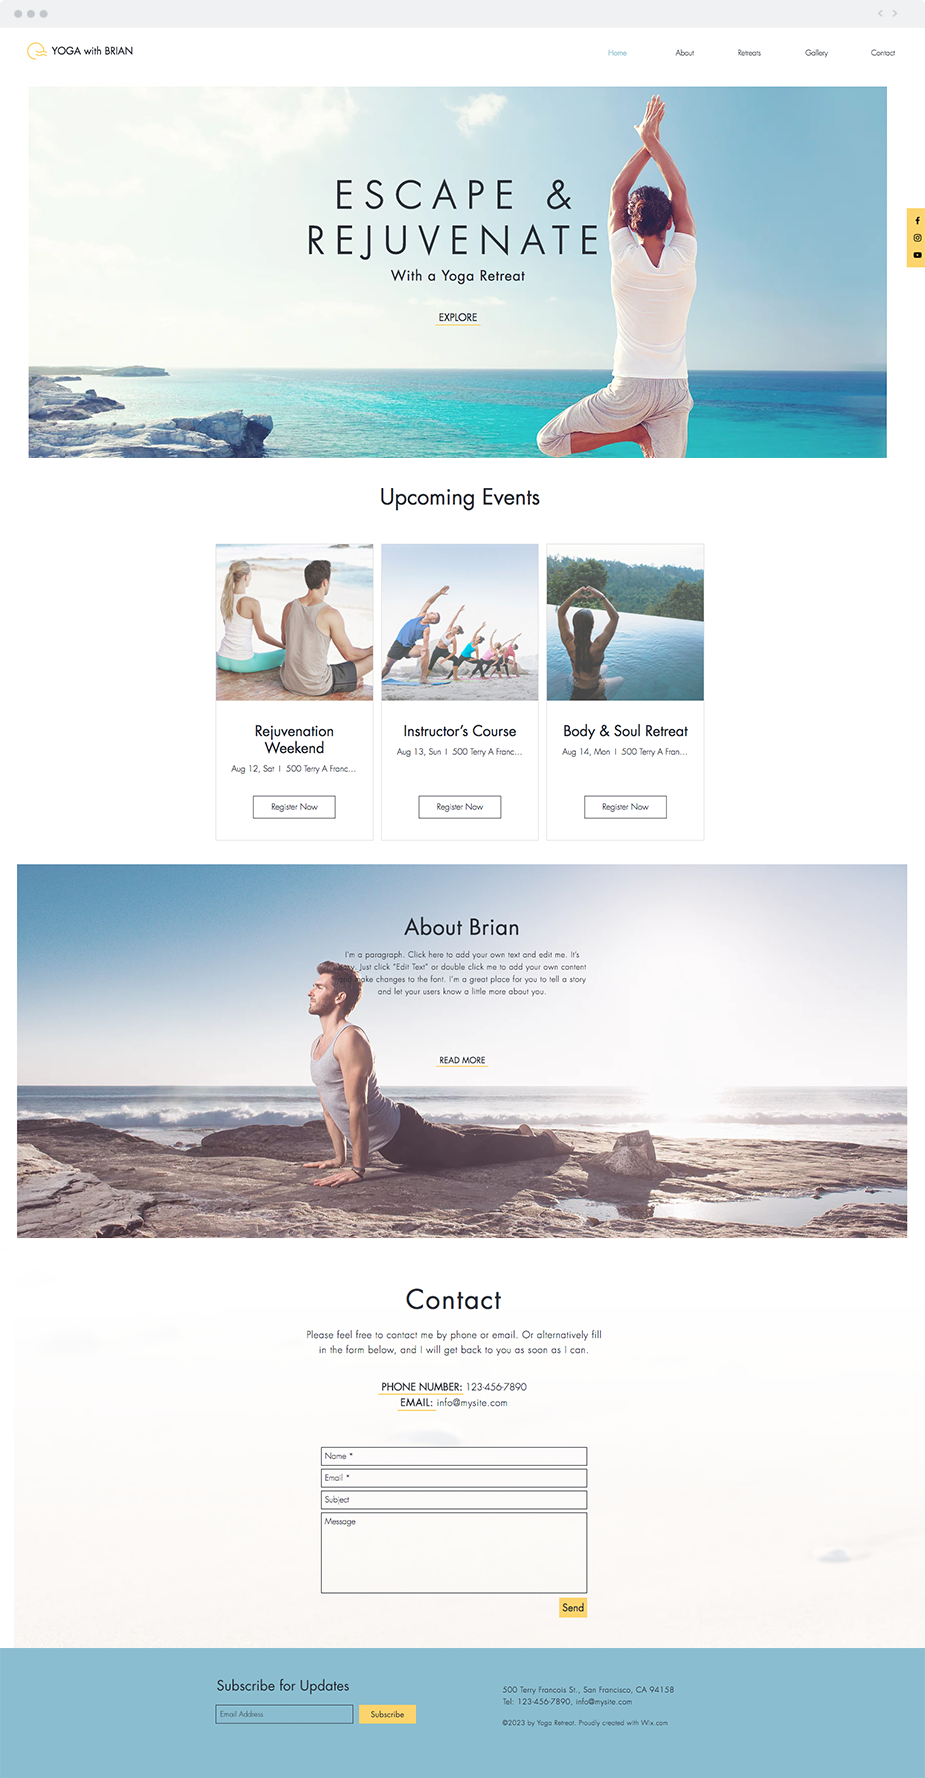 YOGA with BRIAN
Home About Retreats Gallery Contact
ESCAPE &
REJUVENATE
With a Yoga Retreat
EXPLORE
Upcoming Events
Rejuvenation
Weekend
Aug 12, Sat I 500 Terry A Franc...
Register Now
Instructor's Course
Aug 13, Sun I 500 Terry A Franc...
Register Now
Body & Soul Retreat
Aug 14, Mon I 500 Terry A Fran...
Register Now
About Brian
I'm a paragraph. Click here to add your own text and edit me. It's
Just click "Edit Text" or double click me to add your own content
make changes to the font. I'm a great place for you to tell a story
and let your users know a little more about you.
READ MORE
Contact
Please feel free to contact me by phone or email. Or alternatively fill
in the form below, and I will get back to you as soon as I can.
PHONE NUMBER: 123-456-7890
EMAIL: info@mysite.com
Name *
Email *
Subject
Message
Send
Subscribe for Updates
Email Address
Subscribe
500 Terry Francois St., San Francisco, CA 94158
Tel: 123-456-7890, info@mysite.com
©2023 by Yoga Retreat. Proudly created with Wix.com